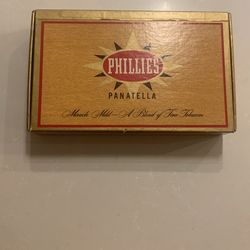 PHILLIES
PANATELLA
Miracle Mild—A Blend of Fine Tobaccos